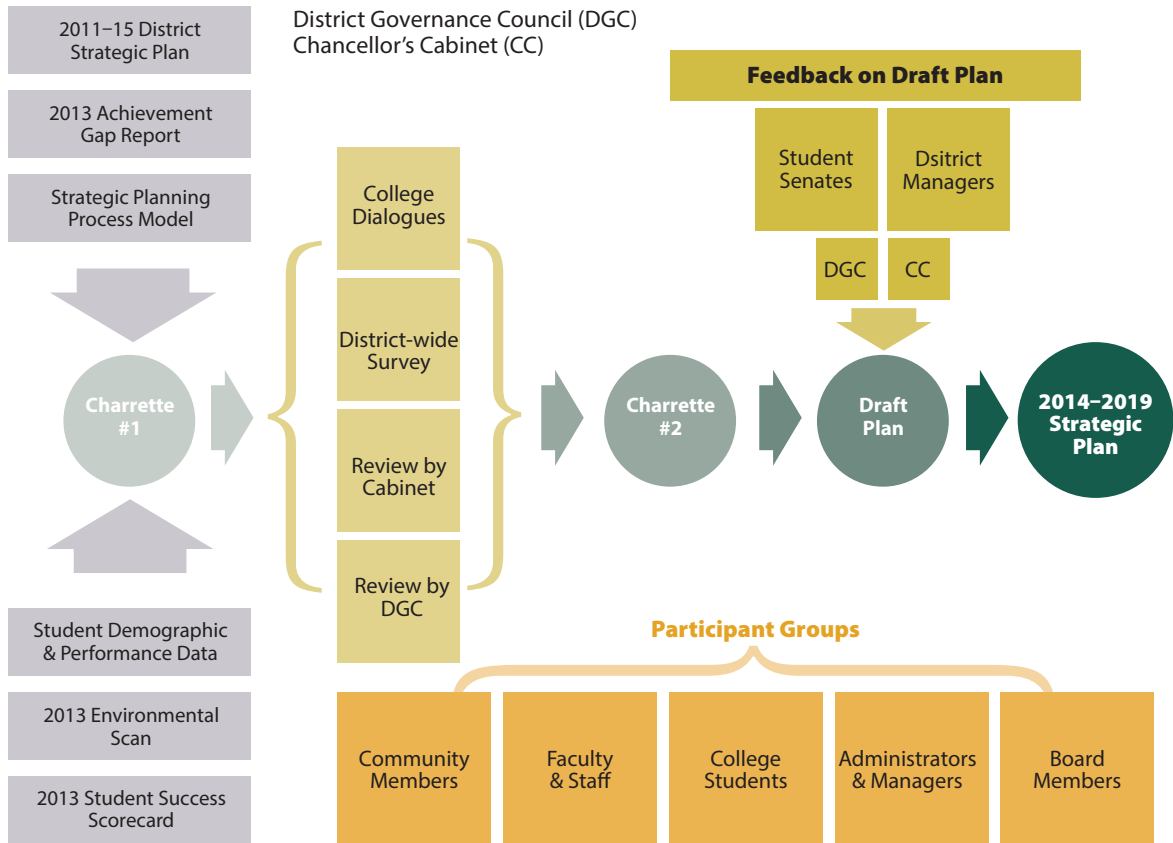 2011–15 District
Strategic Plan
2013 Achievement
Gap Report
Strategic Planning
Process Model
District Governance Council (DGC)
Chancellor’s Cabinet (CC)
Feedback on Draft Plan
Student
Senates
Dsitrict
Managers
DGC
CC
College
Dialogues
District-wide
Survey
Review by
Cabinet
Review by
DGC
Charrette
#1
Charrette
#2
Draft
Plan
2014–2019
Strategic
Plan
Student Demographic
& Performance Data
2013 Environmental
Scan
2013 Student Success
Scorecard
Participant Groups
Community
Members
Faculty
& Staff
College
Students
Administrators
& Managers
Board
Members